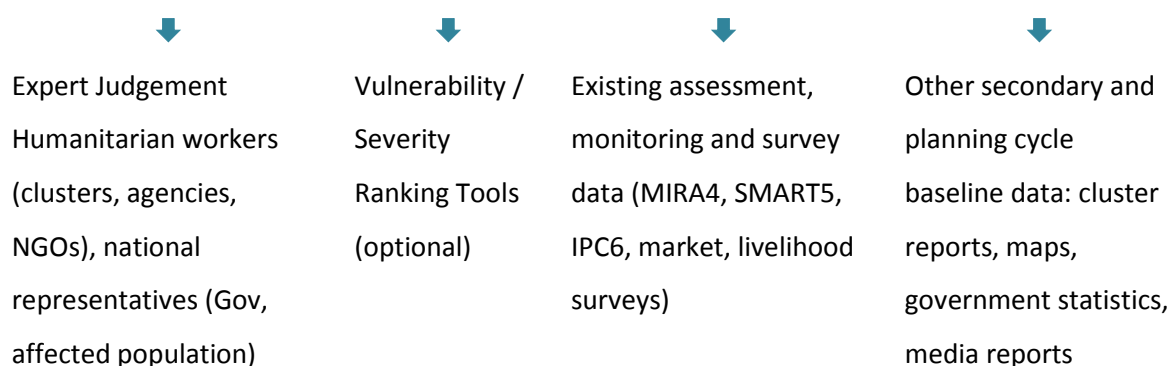 Expert Judgement
Humanitarian workers
(clusters, agencies,
NGOs), national
representatives (Gov,
affected population)
Vulnerability /
Severity
Ranking Tools
(optional)
Existing assessment,
monitoring and survey
data (MIRA4, SMART5,
IPC6, market, livelihood
surveys)
Other secondary and
planning cycle
baseline data: cluster
reports, maps,
government statistics,
media reports